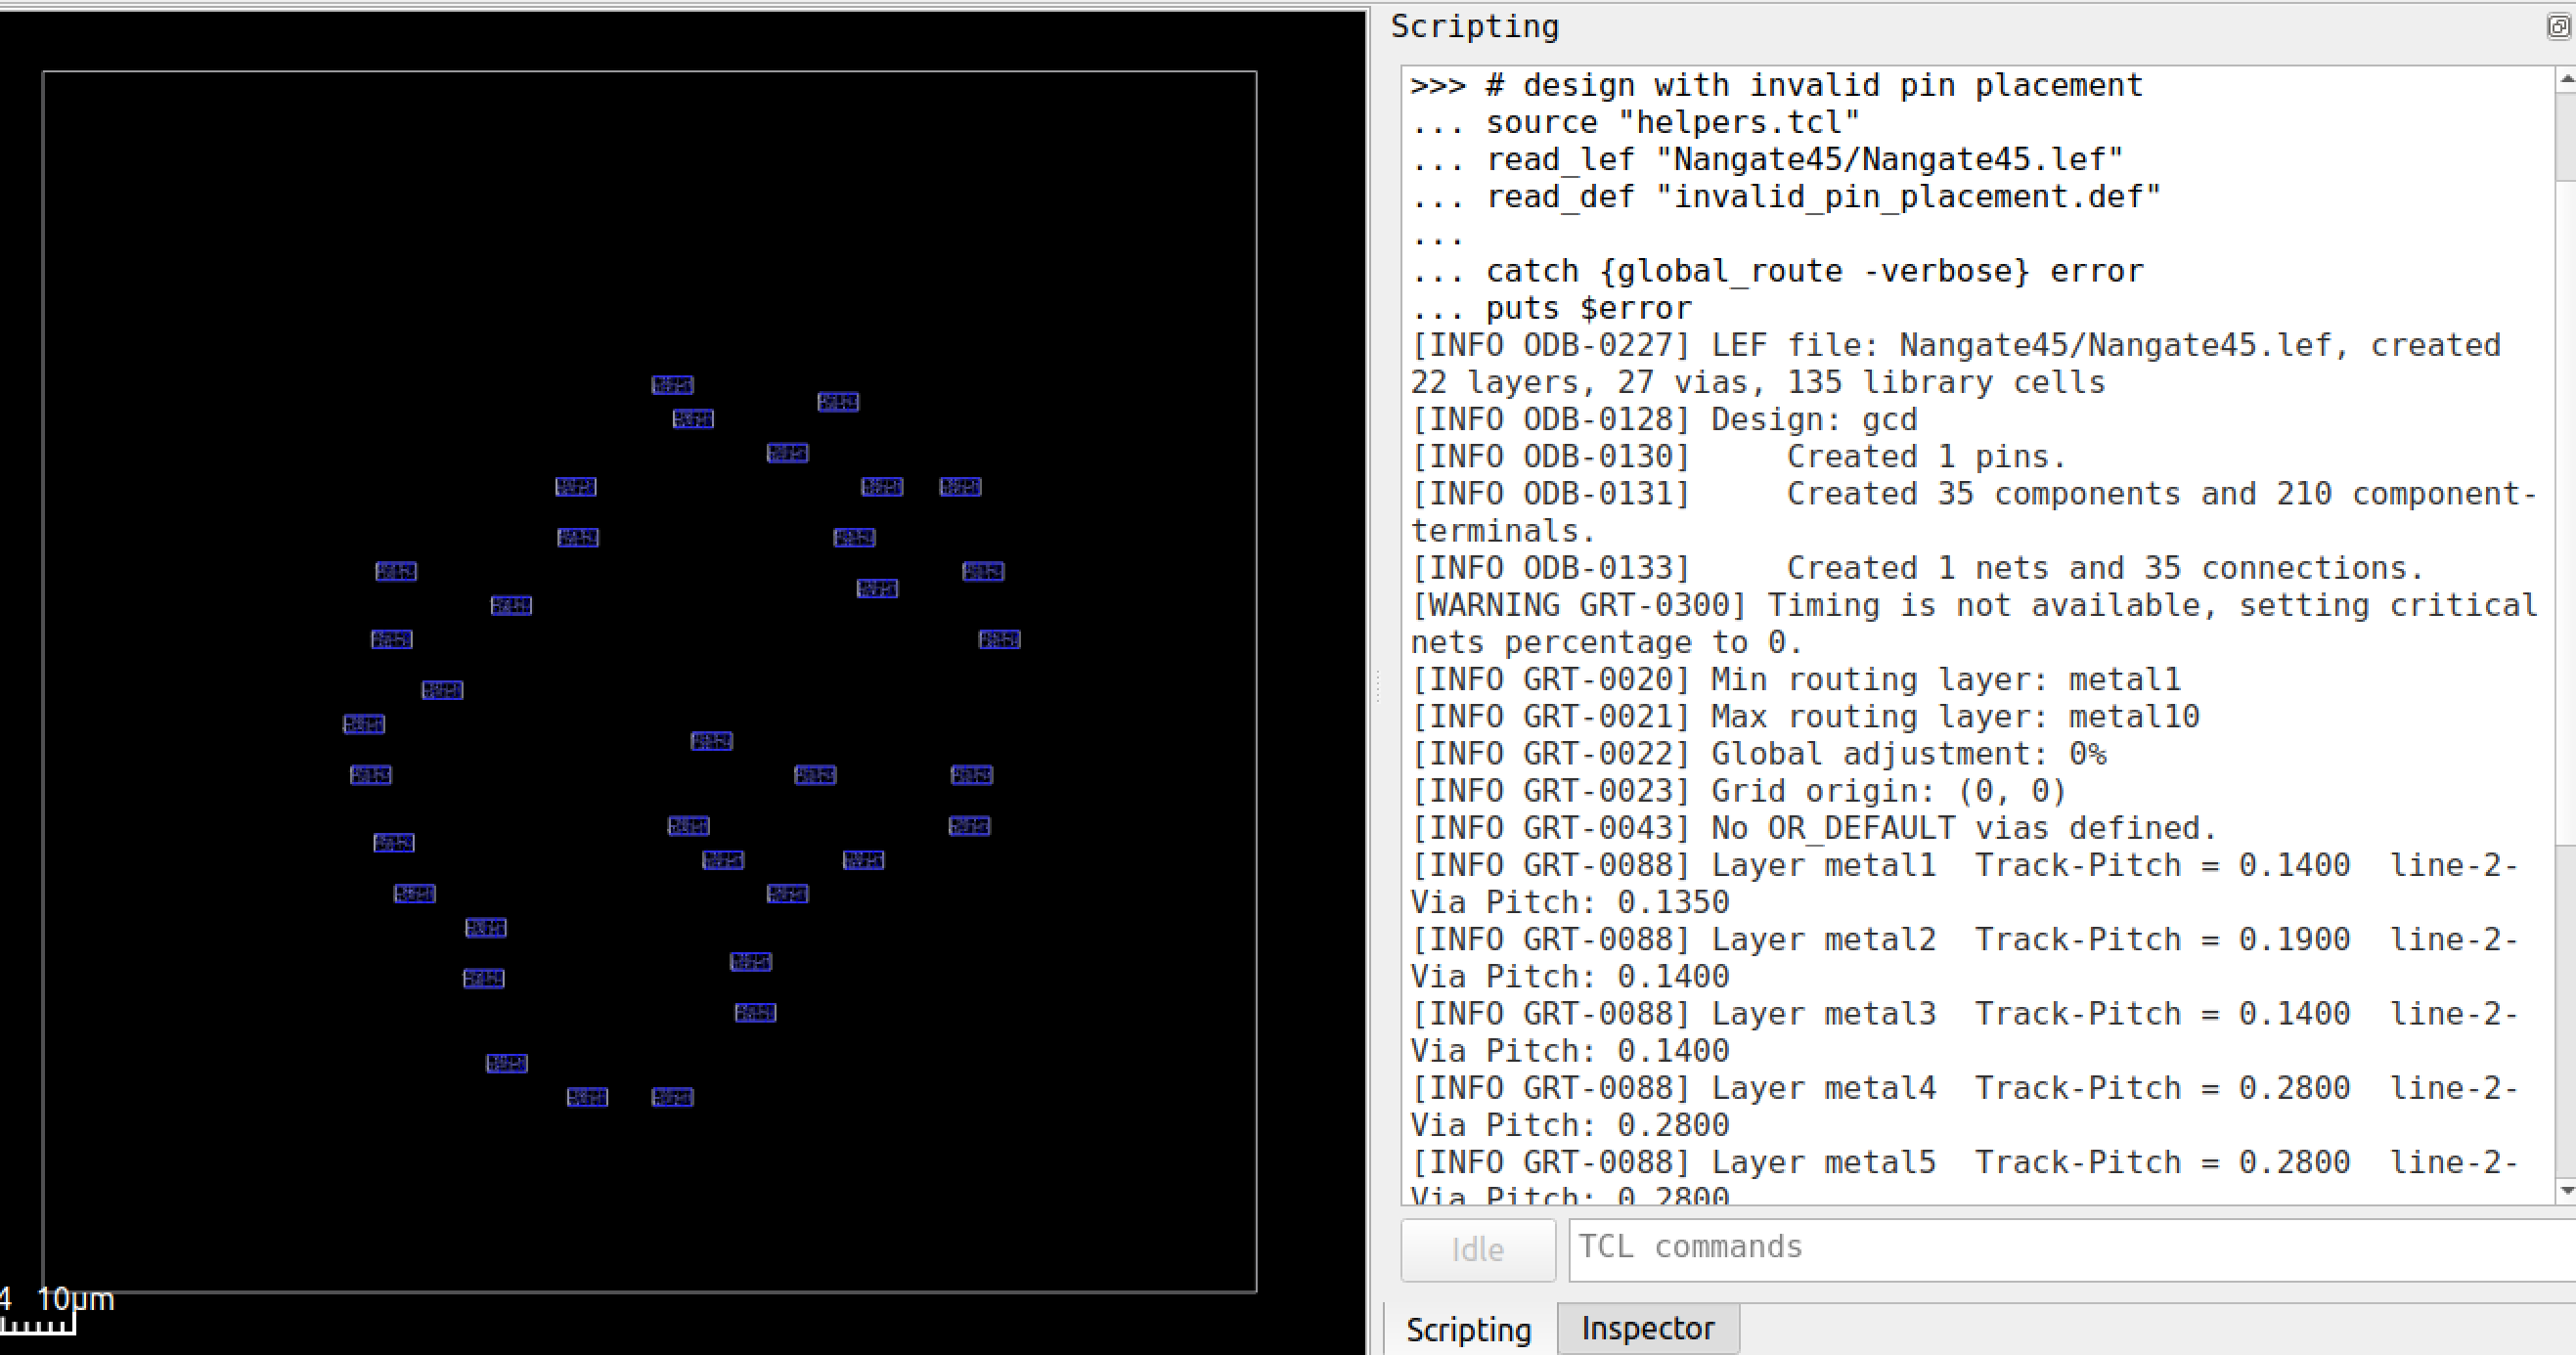 Scripting
>>> # design with invalid pin placement
... source "helpers.tcl"
... read_lef "Nangate45/Nangate45.lef"
... read_def "invalid_pin_placement.def"
...
... catch {global_route -verbose} error
... puts $error
[INFO ODB-0227] LEF file: Nangate45/Nangate45.lef, created
22 layers, 27 vias, 135 library cells
[INFO ODB-0128] Design: gcd
[INFO ODB-0130]     Created 1 pins.
[INFO ODB-0131]     Created 35 components and 210 component-
terminals.
[INFO ODB-0133]     Created 1 nets and 35 connections.
[WARNING GRT-0300] Timing is not available, setting critical
nets percentage to 0.
[INFO GRT-0020] Min routing layer: metal1
[INFO GRT-0021] Max routing layer: metal10
[INFO GRT-0022] Global adjustment: 0%
[INFO GRT-0023] Grid origin: (0, 0)
[INFO GRT-0043] No OR_DEFAULT vias defined.
[INFO GRT-0088] Layer metal1  Track-Pitch = 0.1400  line-2-
Via Pitch: 0.1350
[INFO GRT-0088] Layer metal2  Track-Pitch = 0.1900  line-2-
Via Pitch: 0.1400
[INFO GRT-0088] Layer metal3  Track-Pitch = 0.1400  line-2-
Via Pitch: 0.1400
[INFO GRT-0088] Layer metal4  Track-Pitch = 0.2800  line-2-
Via Pitch: 0.2800
[INFO GRT-0088] Layer metal5  Track-Pitch = 0.2800  line-2-
Via Pitch: 0.2800
Idle
TCL commands
Scripting
Inspector
4 10μm